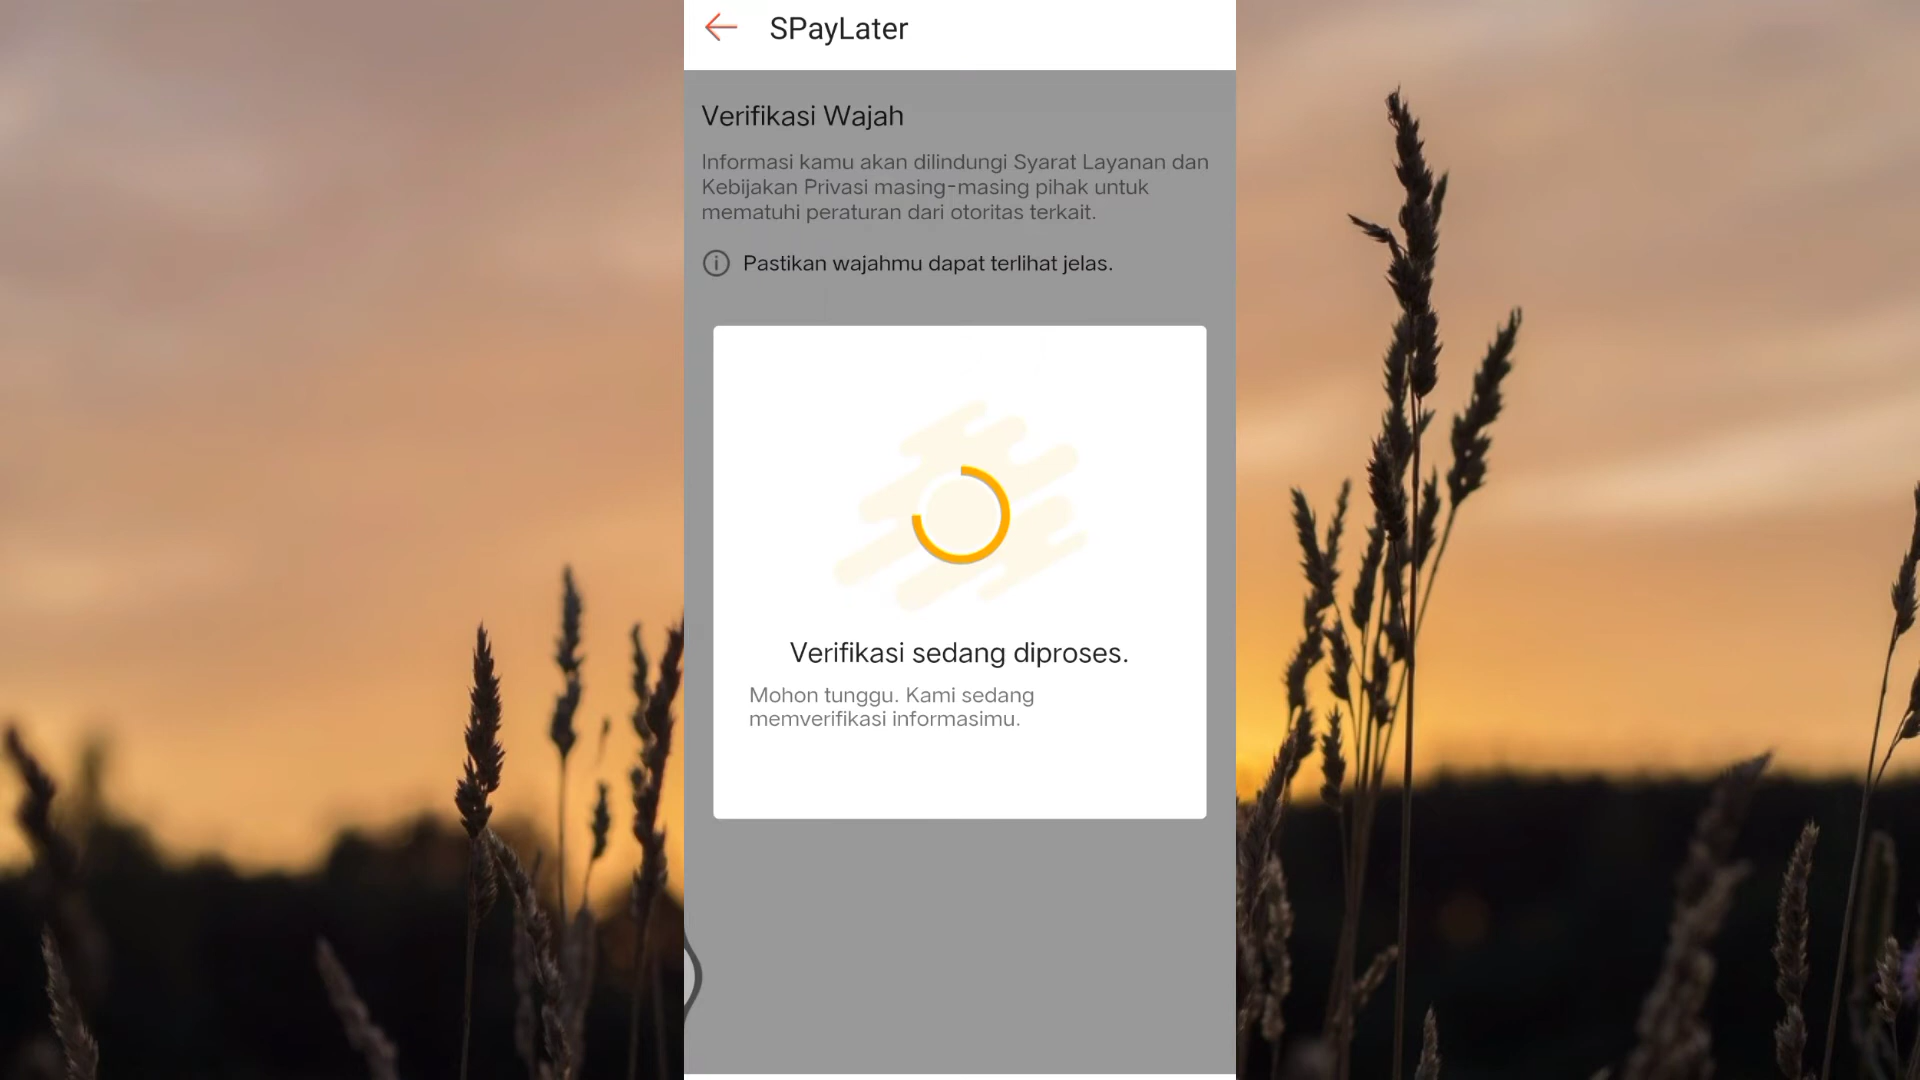 SPayLater
Verifikasi Wajah
Informasi kamu akan dilindungi Syarat Layanan dan
Kebijakan Privasi masing-masing pihak untuk
mematuhi peraturan dari otoritas terkait.
Pastikan wajahmu dapat terlihat jelas.
Verifikasi sedang diproses.
Mohon tunggu. Kami sedang
memverifikasi informasimu.